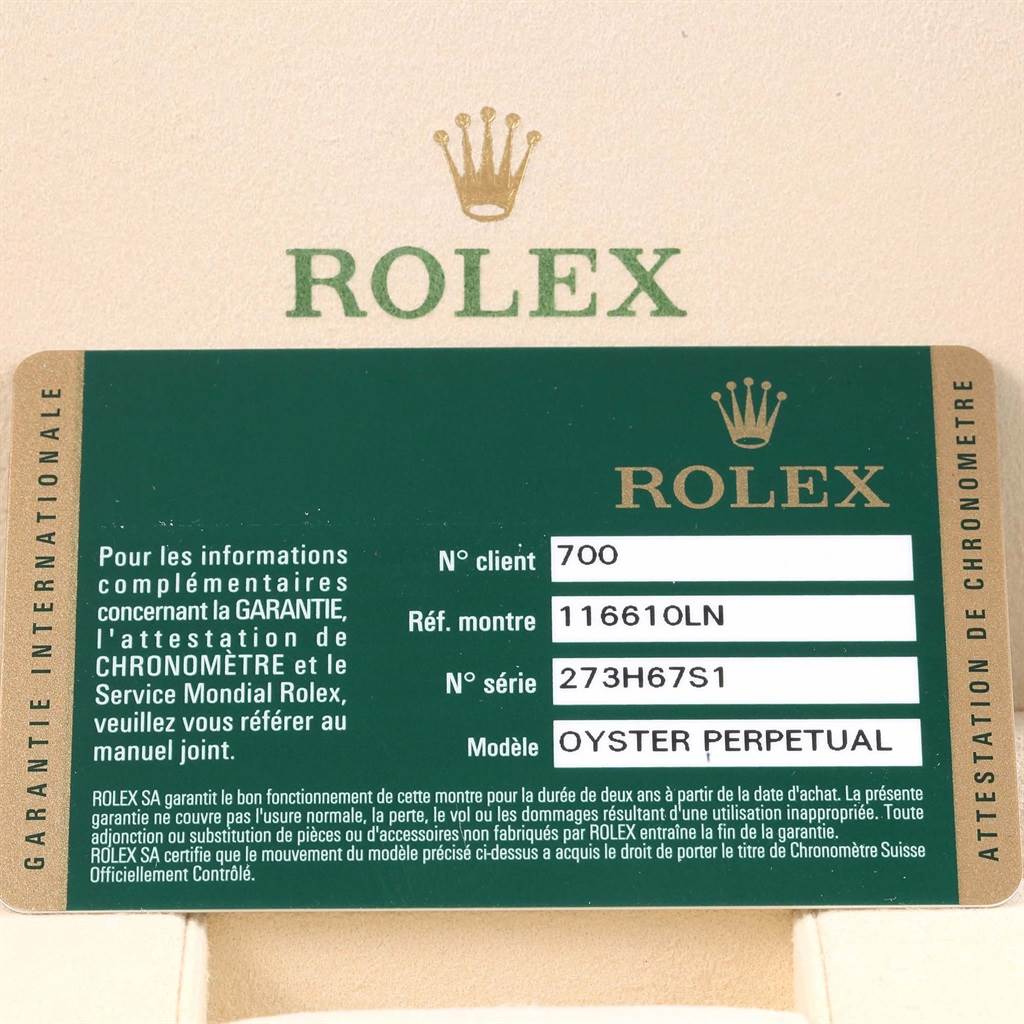 ROLEX
GARANTIE INTERNATIONALE
ROLEX
Pour les informations
complémentaires
concernant la GARANTIE,
l'attestation de
CHRONOMÈTRE et le
Service Mondial Rolex,
veuillez vous référer au
manuel joint.
N° client 700
Réf. montre 116610LN
N° série 273H67S1
Modèle OYSTER PERPETUAL
ROLEX SA garantit le bon fonctionnement de cette montre pour la durée de deux ans à partir de la date d'achat. La présente
garantie ne couvre pas l'usure normale, la perte, le vol ou les dommages résultant d'une utilisation inappropriée. Toute
adjonction ou substitution de pièces ou d'accessoires non fabriqués par ROLEX entraîne la fin de la garantie.
ROLEX SA certifie que le mouvement du modèle précisé ci-dessus a acquis le droit de porter le titre de Chronomètre Suisse
Officiellement Contrôlé.
ATTESTATION DE CHRONOMETRE